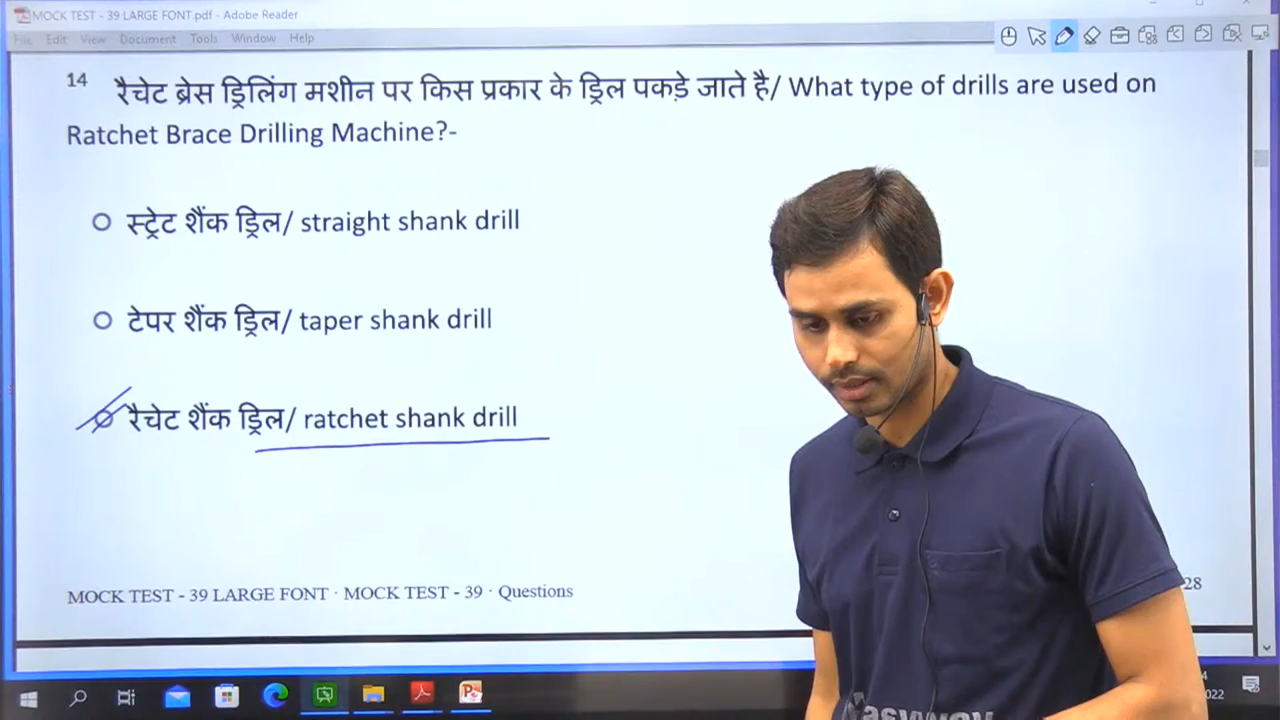 MOCK TEST - 39 LARGE FONT.pdf - Adobe Reader
File Edit View Document Tools Window Help
14 रैचेट ब्रेस ड्रिलिंग मशीन पर किस प्रकार के ड्रिल पकड़े जाते है/ What type of drills are used on
Ratchet Brace Drilling Machine?-
स्ट्रेट शैंक ड्रिल/ straight shank drill
टेपर शैंक ड्रिल/ taper shank drill
रैचेट शैंक ड्रिल/ ratchet shank drill
MOCK TEST - 39 LARGE FONT · MOCK TEST - 39 · Questions
28